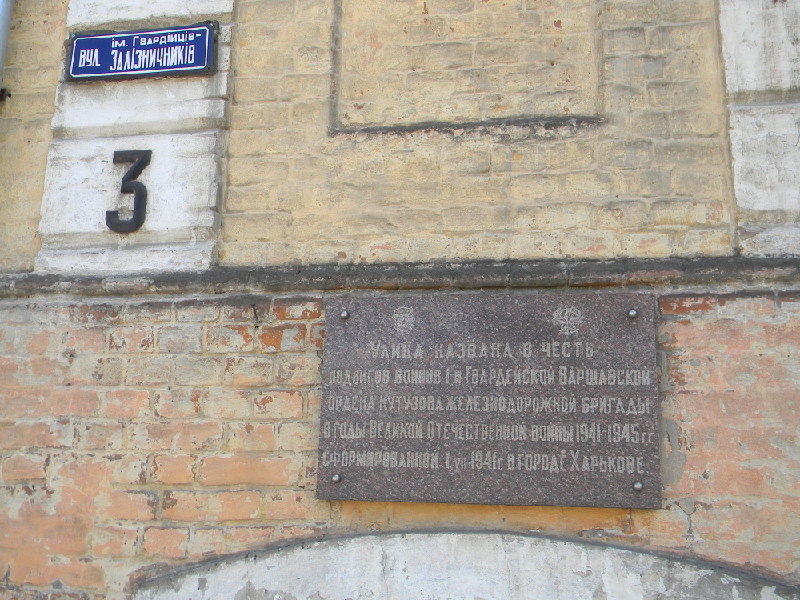 ім. Гвардійців-
вул. Залізничників
3
Улица названа в честь
подвигов воинов 1-й Гвардейской Варшавской
ордена Кутузова железнодорожной бригады
в годы Великой Отечественной войны 1941-1945 гг
сформированной 1 VII 1941 г в городе Харькове